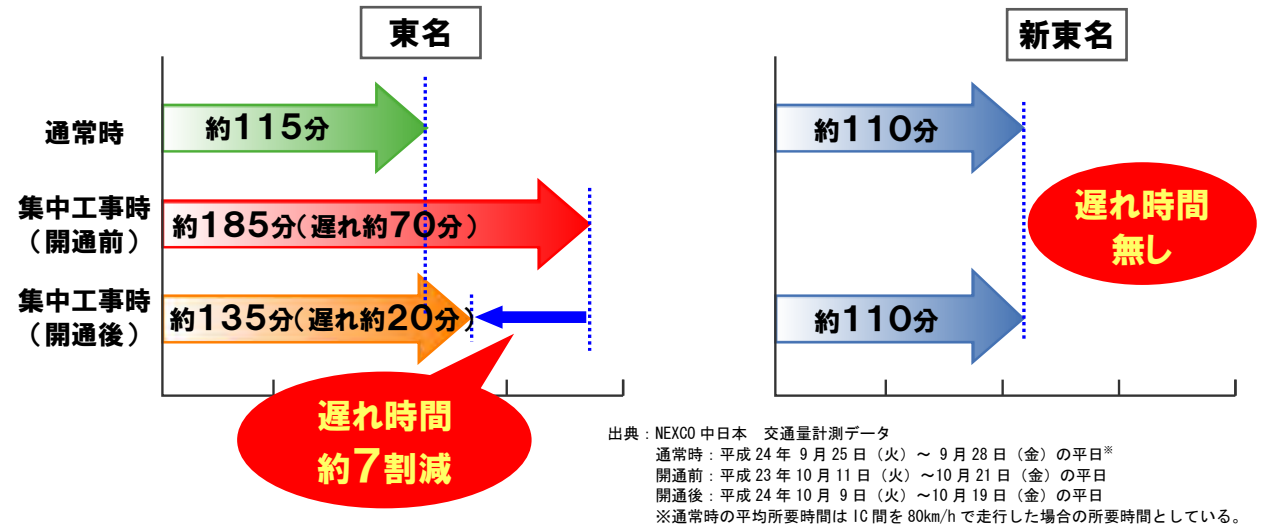 東名
新東名
通常時
約115分
約110分
集中工事時
（開通前）
約185分（遅れ約70分）
遅れ時間
無し
集中工事時
（開通後）
約135分（遅れ約20分）
約110分
遅れ時間
約7割減
出典：NEXCO中日本　交通量計測データ
通常時：平成24年 9月25日（火）～ 9月28日（金）の平日※
開通前：平成23年10月11日（火）～10月21日（金）の平日
開通後：平成24年10月 9日（火）～10月19日（金）の平日
※通常時の平均所要時間はIC間を80km/hで走行した場合の所要時間としている。